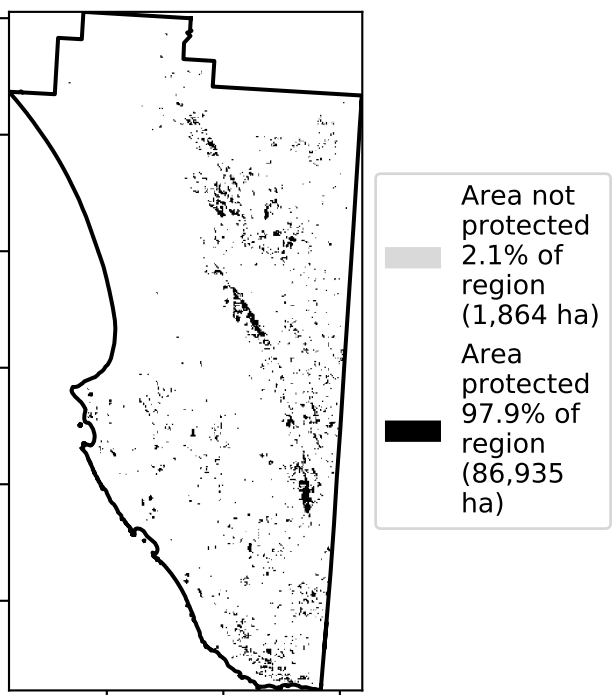 Area not
protected
2.1% of
region
(1,864 ha)
Area
protected
97.9% of
region
(86,935
ha)